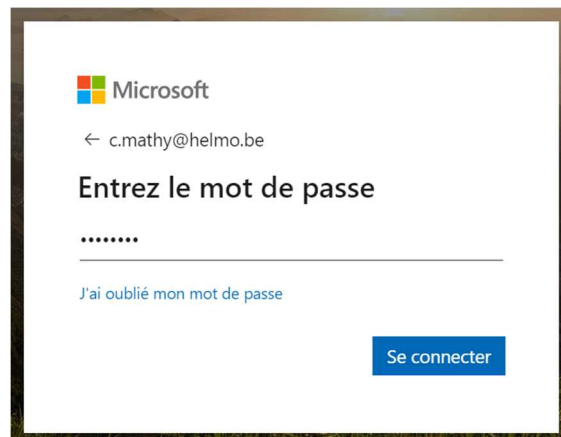 Microsoft
← c.mathy@helmo.be
Entrez le mot de passe
••••••••
J'ai oublié mon mot de passe
Se connecter